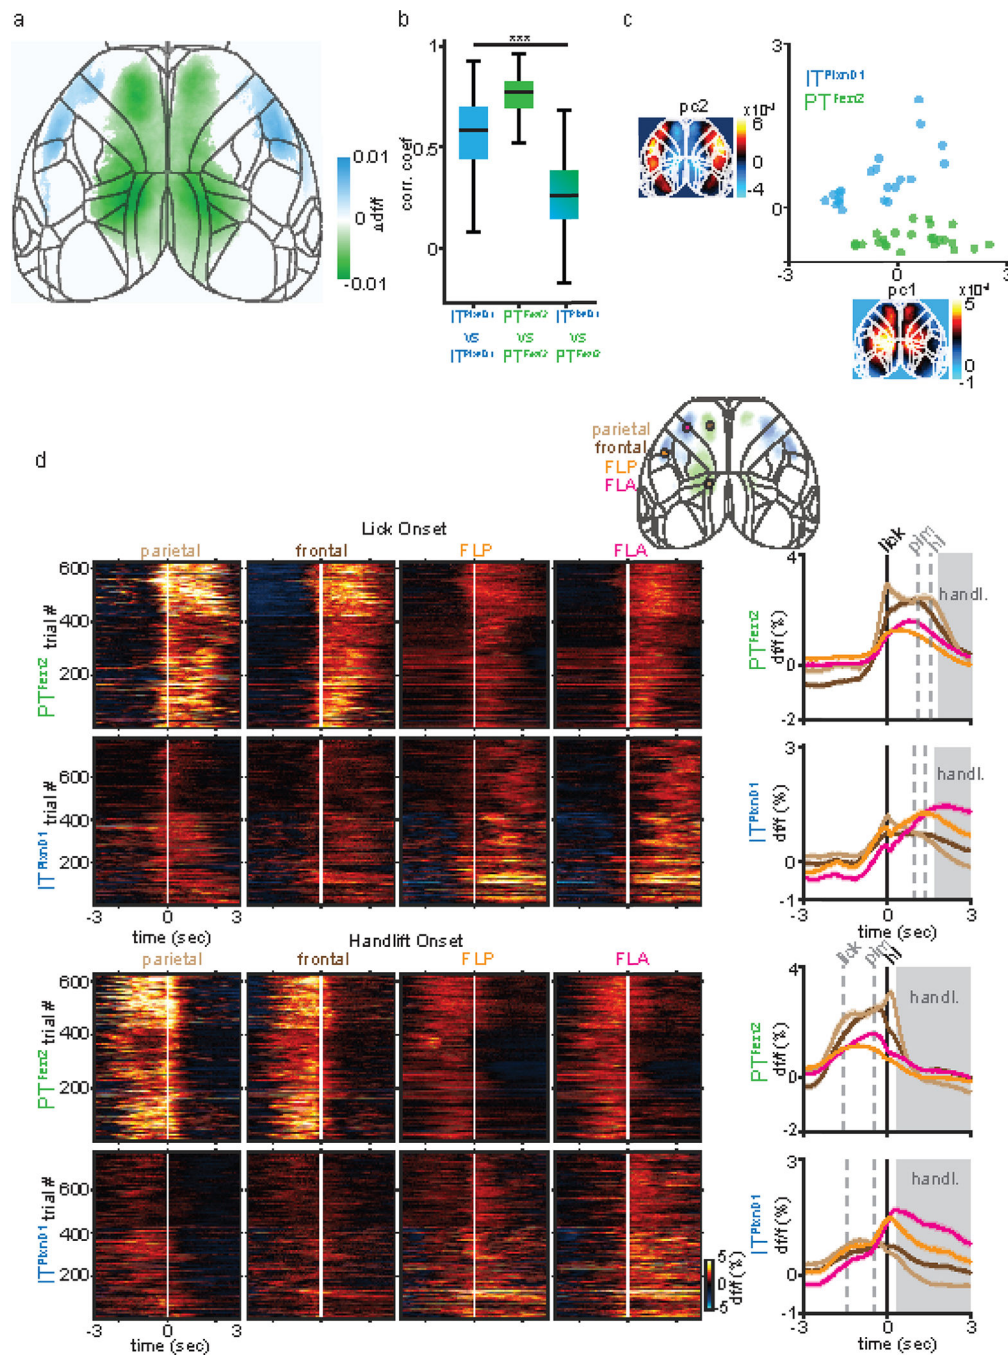 a
0.01
0
-0.01
Δdf/f
b
***
1
0.5
0
corr. coef
ITPlxnD1 vs ITPlxnD1
PTFezf2 vs PTFezf2
ITPlxnD1 vs PTFezf2
c
ITPlxnD1
PTFezf2
pc2
6
0
-4
3
0
-3
0
3
pc1
5
0
-1
d
parietal
frontal
FLP
FLA
Lick Onset
parietal
frontal
FLP
FLA
PTFezf2
trial #
600
400
200
ITPlxnD1
trial #
600
400
200
-3
0
3
time (sec)
lick
pim
hl
handl.
PTFezf2
df/f (%)
4
0
-2
handl.
ITPlxnD1
df/f (%)
3
0
-1
-3
0
3
time (sec)
Handlift Onset
parietal
frontal
FLP
FLA
PTFezf2
trial #
600
400
200
ITPlxnD1
trial #
600
400
200
-3
0
3
time (sec)
5
0
-5
df/f (%)
lick
pim
hl
handl.
PTFezf2
df/f (%)
4
0
-2
handl.
ITPlxnD1
df/f (%)
3
0
-1
-3
0
3
time (sec)